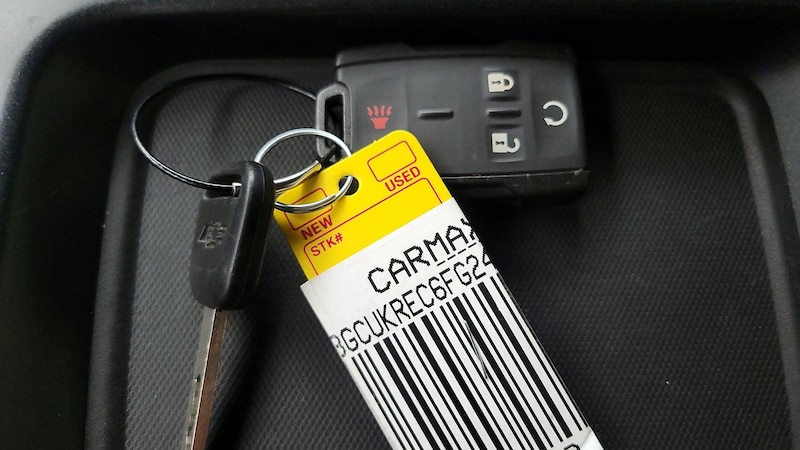 NEW
USED
STK#
CARMAX
3GCUKREC6FG24